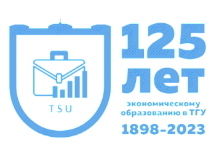 TSU
125
лет
экономическому
образованию в ТГУ
1898-2023